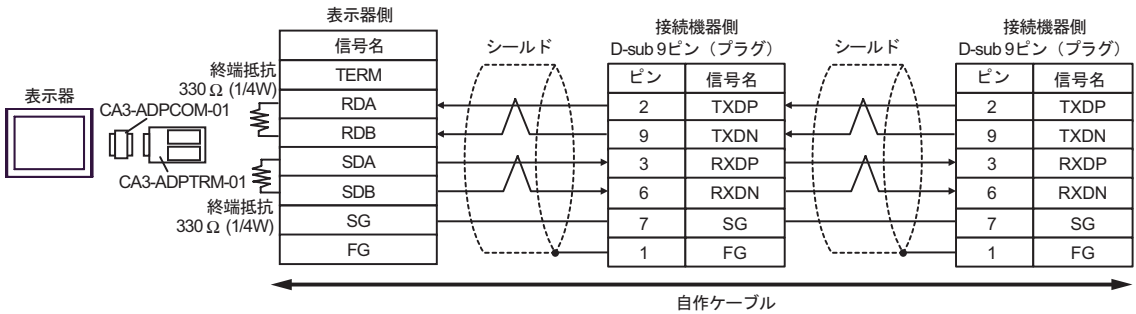 表示器側
信号名
TERM
RDA
RDB
SDA
SDB
SG
FG
終端抵抗
330 Ω (1/4W)
表示器
CA3-ADPCOM-01
CA3-ADPTRM-01
終端抵抗
330 Ω (1/4W)
シールド
接続機器側
D-sub 9ピン（プラグ）
ピン 信号名
2 TXDP
9 TXDN
3 RXDP
6 RXDN
7 SG
1 FG
シールド
接続機器側
D-sub 9ピン（プラグ）
ピン 信号名
2 TXDP
9 TXDN
3 RXDP
6 RXDN
7 SG
1 FG
自作ケーブル